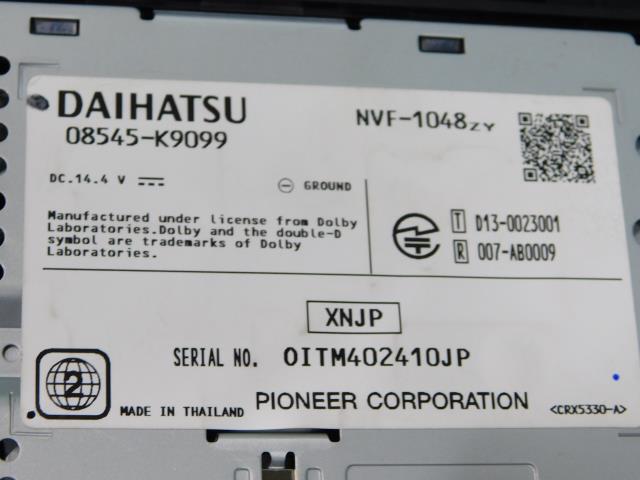 DAIHATSU
08545-K9099
NVF-1048ZY
DC.14.4 V
GROUND
Manufactured under license from Dolby
Laboratories.Dolby and the double-D
symbol are trademarks of Dolby
Laboratories.
T D13-0023001
R 007-AB0009
XNJP
SERIAL NO. OITM402410JP
2
MADE IN THAILAND
PIONEER CORPORATION
<CRX5330-A>